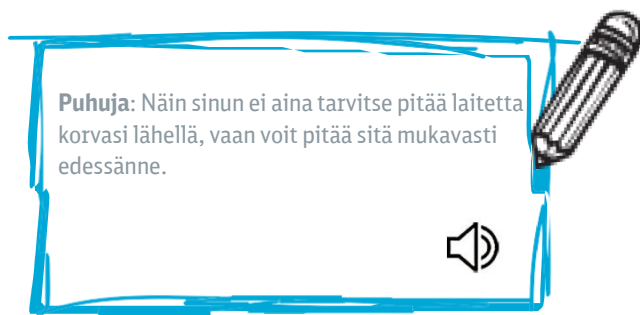 Puhuja: Näin sinun ei aina tarvitse pitää laitetta
korvasi lähellä, vaan voit pitää sitä mukavasti
edessänne.